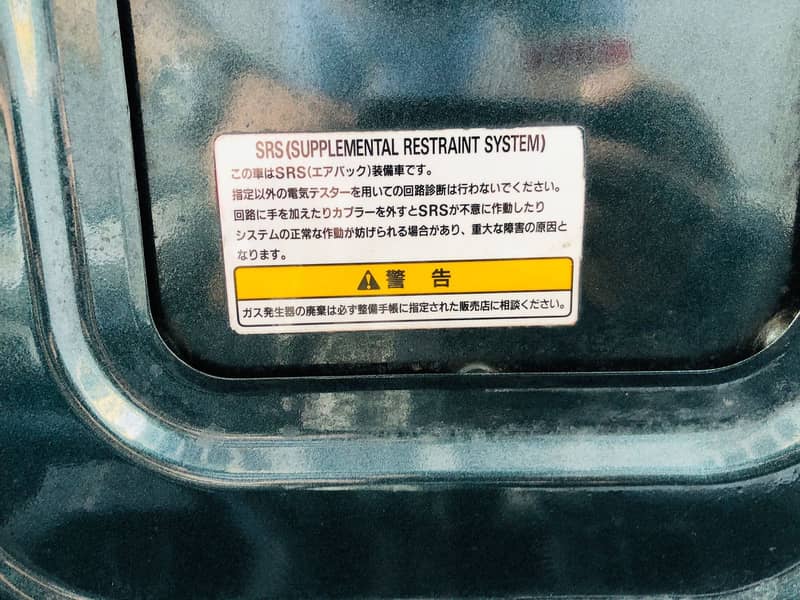 SRS(SUPPLEMENTAL RESTRAINT SYSTEM)
この車はSRS(エアバック)装備車です。
指定以外の電気テスターを用いての回路診断は行わないでください。
回路に手を加えたりカプラーを外すとSRSが不意に作動したり
システムの正常な作動が妨げられる場合があり、重大な障害の原因と
なります。
警 告
ガス発生器の廃棄は必ず整備手帳に指定された販売店に相談ください。